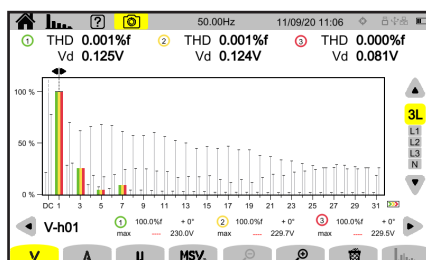 50.00Hz 11/09/20 11:06
1 THD 0.001%f 2 THD 0.001%f 3 THD 0.000%f
Vd 0.125V Vd 0.124V Vd 0.081V
100 %
50 %
0 %
DC 1 3 5 7 9 11 13 15 17 19 21 23 25 27 29 31
3L
L1
L2
L3
N
V-h01
1 100.0%f + 0° 2 100.0%f + 0° 3 100.0%f + 0°
max ---- 230.0V max ---- 229.7V max ---- 229.5V
V A U MSV